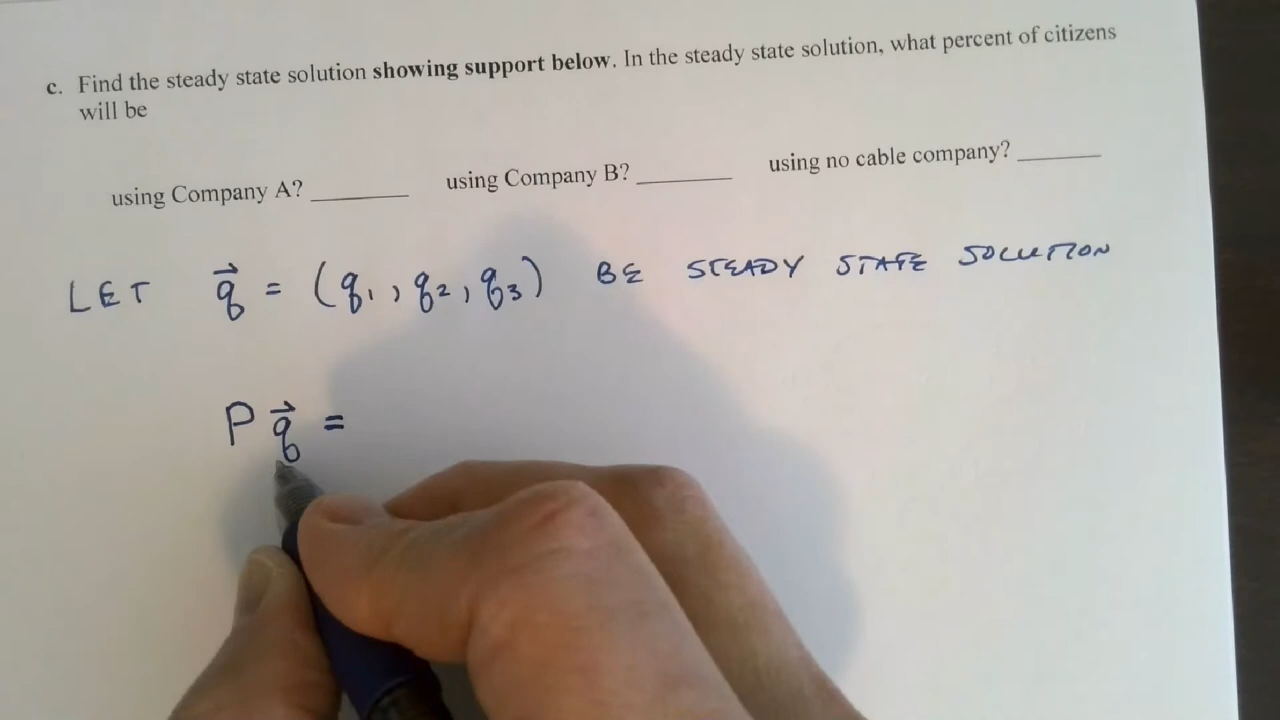 c. Find the steady state solution showing support below. In the steady state solution, what percent of citizens
will be
using Company A? ________ using Company B? ________ using no cable company? _______
LET q⃗ = (q₁, q₂, q₃) BE STEADY STATE SOLUTION
P q⃗ =